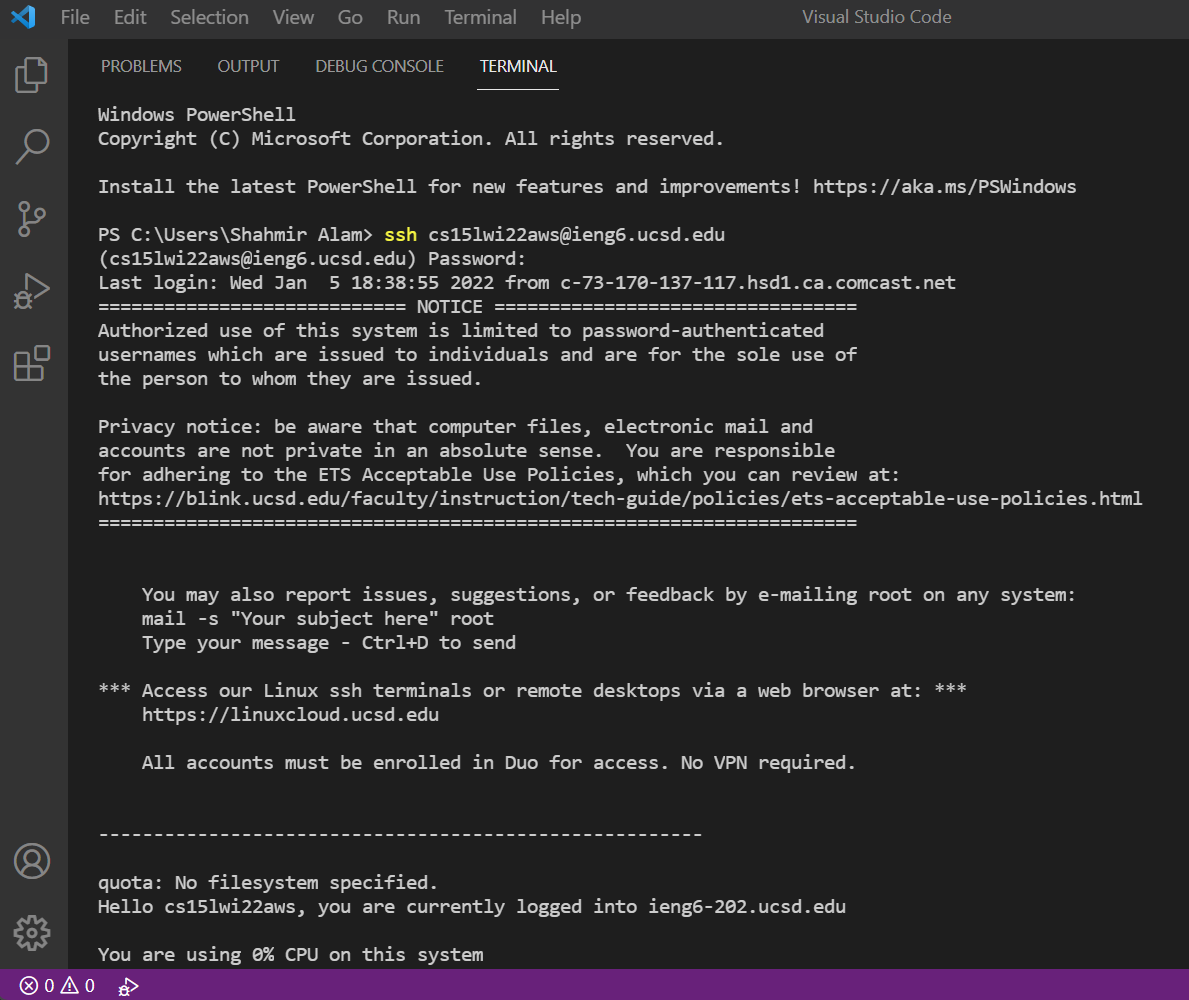 File Edit Selection View Go Run Terminal Help Visual Studio Code
PROBLEMS OUTPUT DEBUG CONSOLE TERMINAL
Windows PowerShell
Copyright (C) Microsoft Corporation. All rights reserved.
Install the latest PowerShell for new features and improvements! https://aka.ms/PSWindows
PS C:\Users\Shahmir Alam> ssh cs15lwi22aws@ieng6.ucsd.edu
(cs15lwi22aws@ieng6.ucsd.edu) Password:
Last login: Wed Jan  5 18:38:55 2022 from c-73-170-137-117.hsd1.ca.comcast.net
============================ NOTICE =================================
Authorized use of this system is limited to password-authenticated
usernames which are issued to individuals and are for the sole use of
the person to whom they are issued.
Privacy notice: be aware that computer files, electronic mail and
accounts are not private in an absolute sense.  You are responsible
for adhering to the ETS Acceptable Use Policies, which you can review at:
https://blink.ucsd.edu/faculty/instruction/tech-guide/policies/ets-acceptable-use-policies.html
=====================================================================
You may also report issues, suggestions, or feedback by e-mailing root on any system:
mail -s "Your subject here" root
Type your message - Ctrl+D to send
*** Access our Linux ssh terminals or remote desktops via a web browser at: ***
https://linuxcloud.ucsd.edu
All accounts must be enrolled in Duo for access. No VPN required.
-------------------------------------------------------
quota: No filesystem specified.
Hello cs15lwi22aws, you are currently logged into ieng6-202.ucsd.edu
You are using 0% CPU on this system
0 0